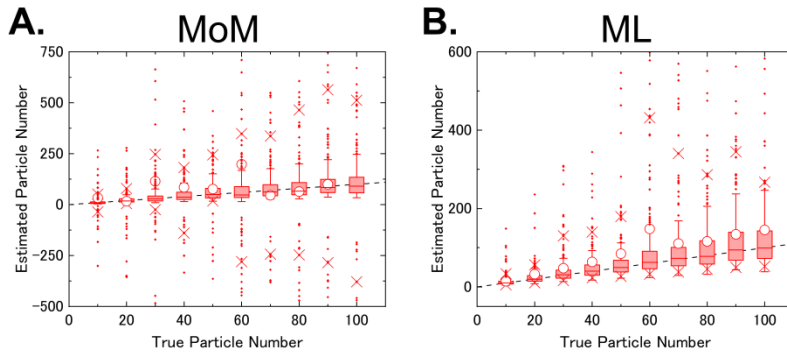 A.
MoM
Estimated Particle Number
750
500
250
0
−250
−500
0 20 40 60 80 100
True Particle Number
B.
ML
Estimated Particle Number
600
400
200
0
0 20 40 60 80 100
True Particle Number